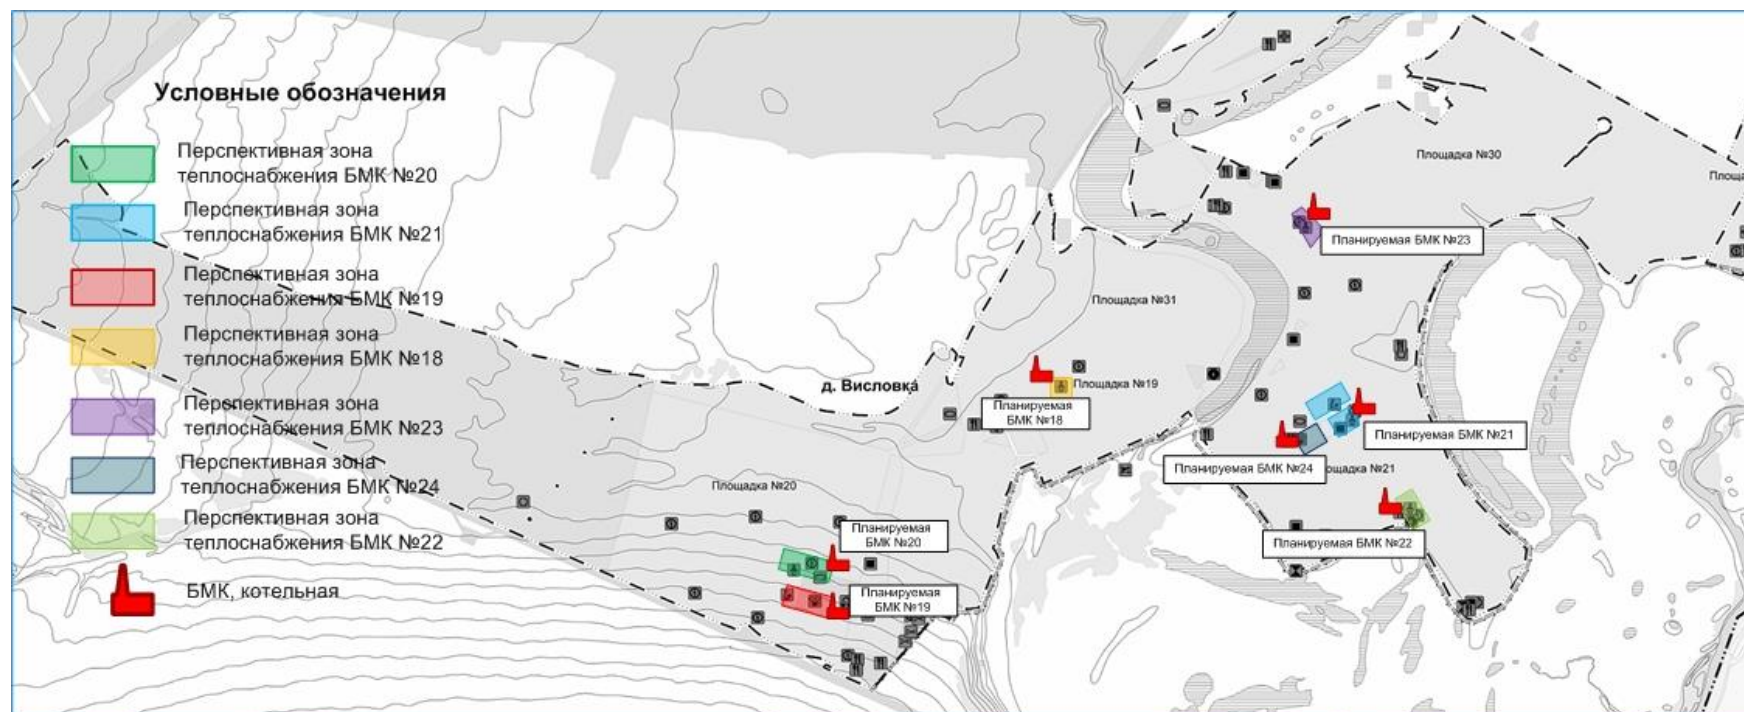 Условные обозначения
Перспективная зона
теплоснабжения БМК №20
Перспективная зона
теплоснабжения БМК №21
Перспективная зона
теплоснабжения БМК №19
Перспективная зона
теплоснабжения БМК №18
Перспективная зона
теплоснабжения БМК №23
Перспективная зона
теплоснабжения БМК №24
Перспективная зона
теплоснабжения БМК №22
БМК, котельная
Площадка №30
Площа
Планируемая БМК №23
Площадка №31
д. Висловка
Площадка №19
Планируемая
БМК №18
Планируемая БМК №21
Планируемая БМК №24
ощадка №21
Площадка №20
Планируемая
БМК №20
Планируемая БМК №22
Планируемая
БМК №19